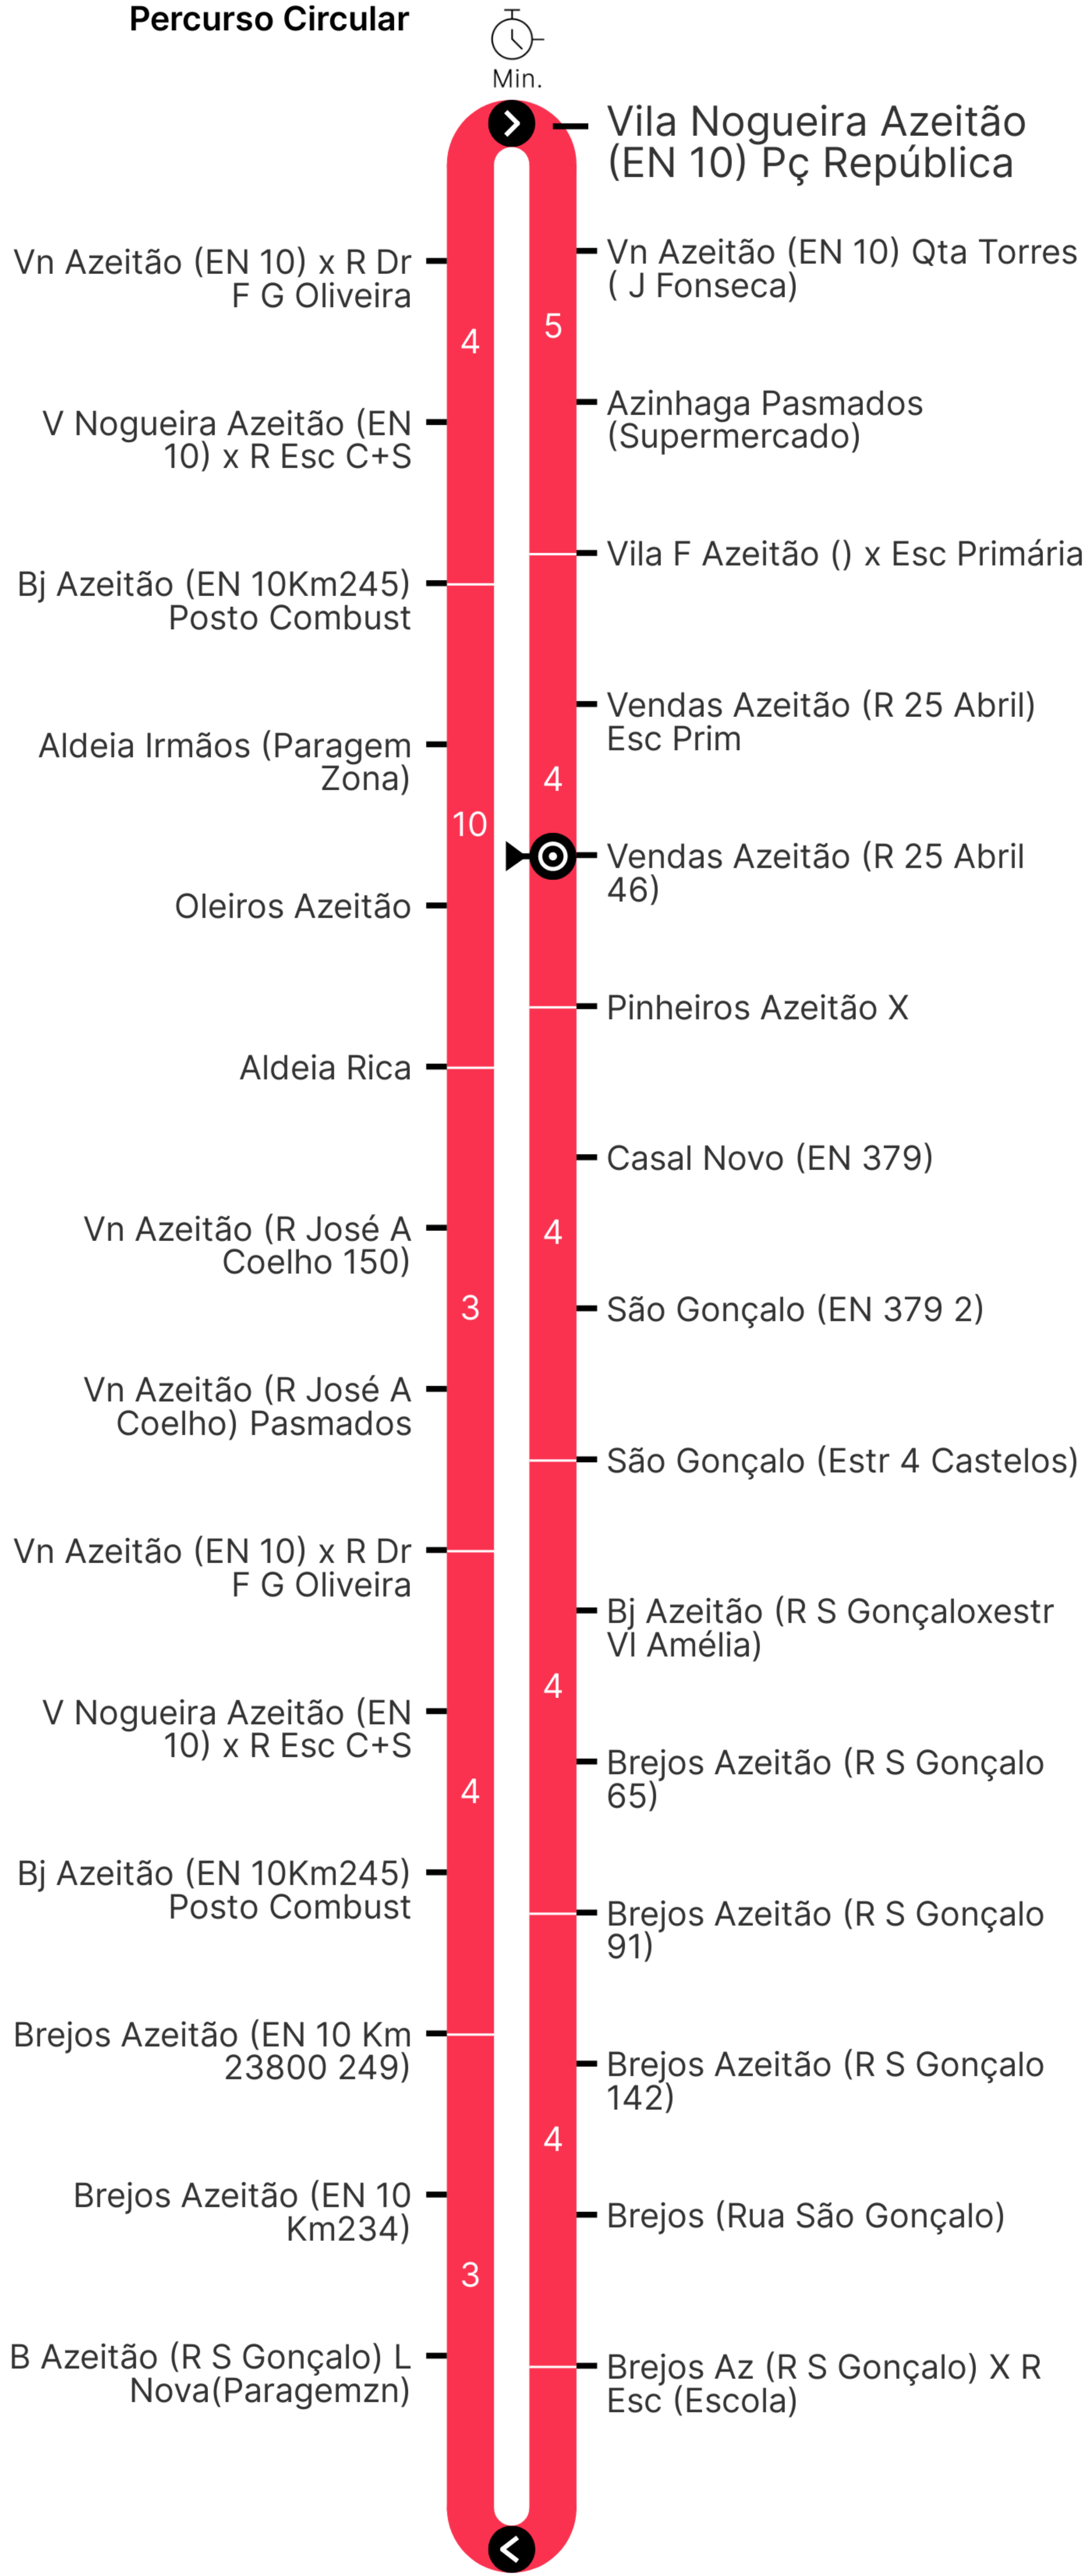 Percurso Circular
Min.
Vila Nogueira Azeitão
(EN 10) Pç República
Vn Azeitão (EN 10) Qta Torres
( J Fonseca)
5
Azinhaga Pasmados
(Supermercado)
Vila F Azeitão () x Esc Primária
Vendas Azeitão (R 25 Abril)
Esc Prim
4
Vendas Azeitão (R 25 Abril
46)
Pinheiros Azeitão X
Casal Novo (EN 379)
4
São Gonçalo (EN 379 2)
São Gonçalo (Estr 4 Castelos)
Bj Azeitão (R S Gonçaloxestr
Vl Amélia)
4
Brejos Azeitão (R S Gonçalo
65)
Brejos Azeitão (R S Gonçalo
91)
Brejos Azeitão (R S Gonçalo
142)
4
Brejos (Rua São Gonçalo)
Brejos Az (R S Gonçalo) X R
Esc (Escola)
Vn Azeitão (EN 10) x R Dr
F G Oliveira
4
V Nogueira Azeitão (EN
10) x R Esc C+S
Bj Azeitão (EN 10Km245)
Posto Combust
Aldeia Irmãos (Paragem
Zona)
10
Oleiros Azeitão
Aldeia Rica
Vn Azeitão (R José A
Coelho 150)
3
Vn Azeitão (R José A
Coelho) Pasmados
Vn Azeitão (EN 10) x R Dr
F G Oliveira
V Nogueira Azeitão (EN
10) x R Esc C+S
4
Bj Azeitão (EN 10Km245)
Posto Combust
Brejos Azeitão (EN 10 Km
23800 249)
Brejos Azeitão (EN 10
Km234)
3
B Azeitão (R S Gonçalo) L
Nova(Paragemzn)